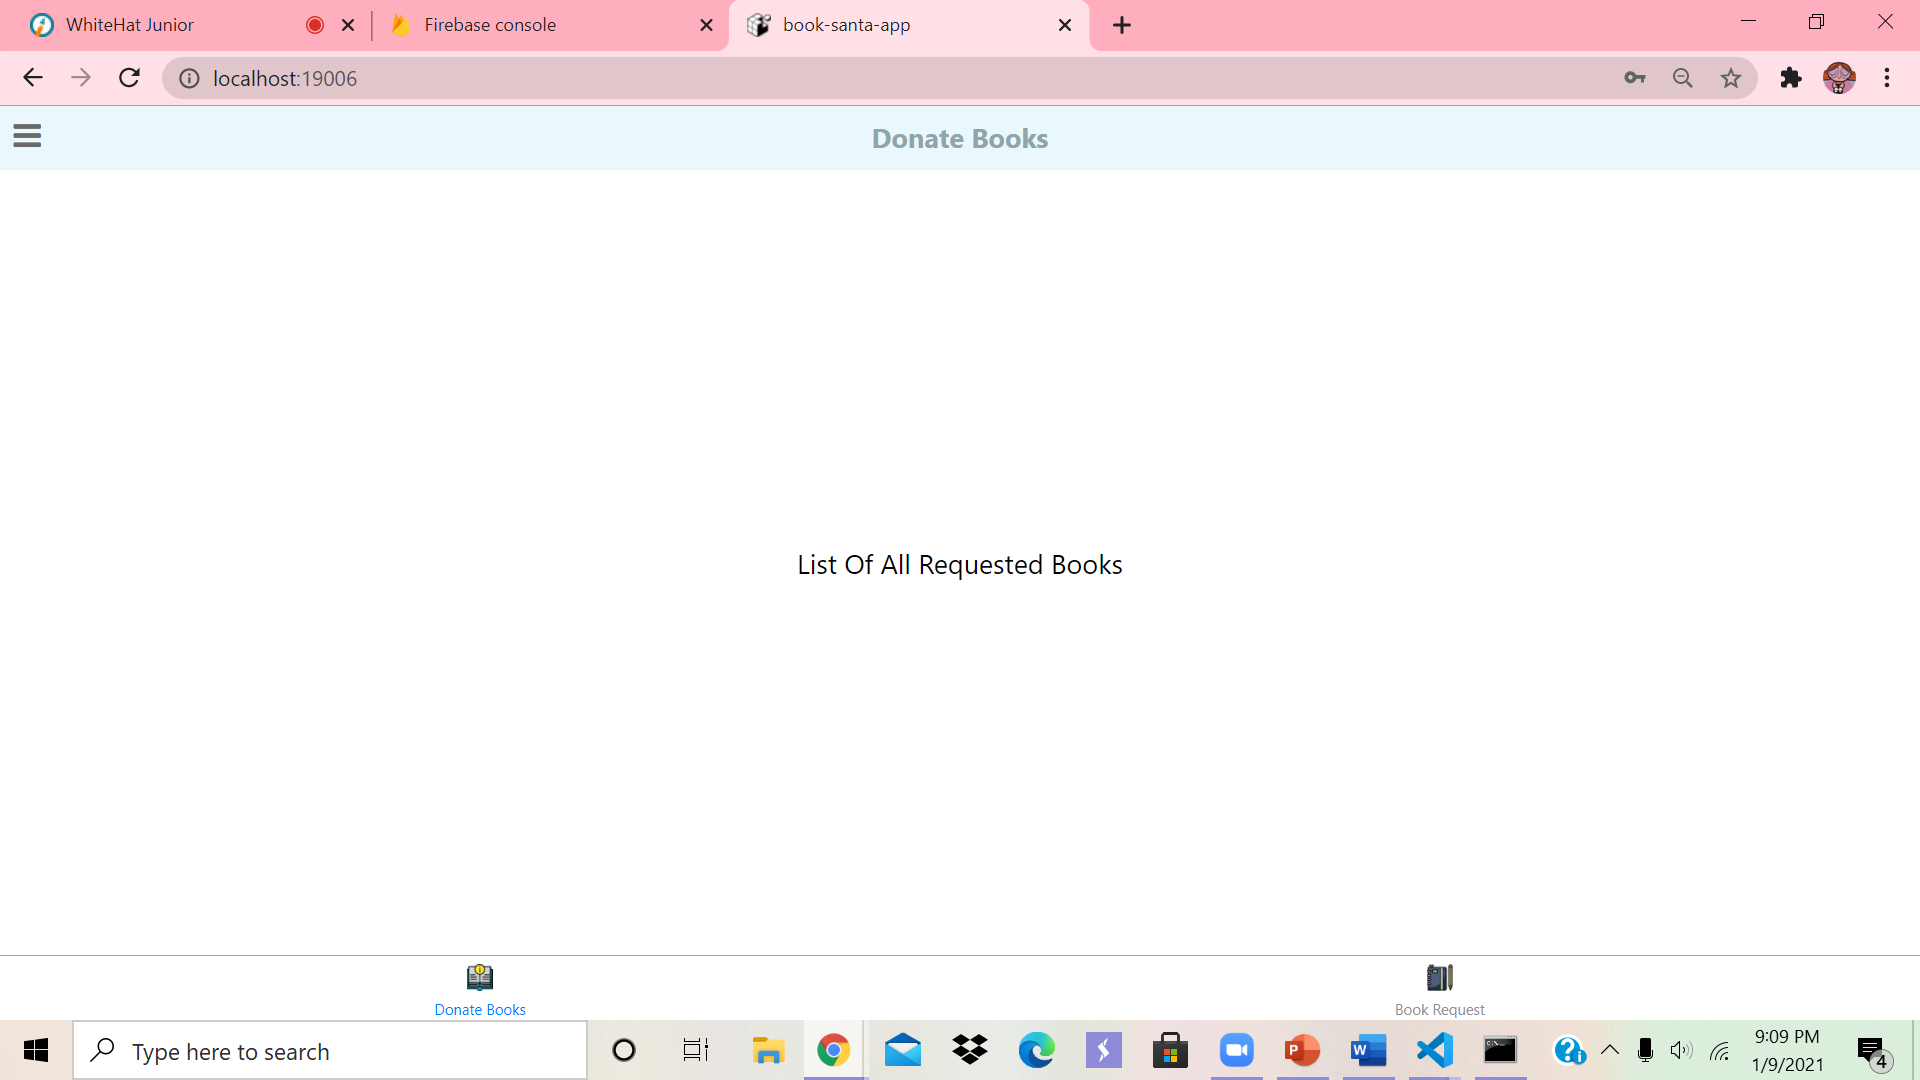 WhiteHat Junior
Firebase console
book-santa-app
localhost:19006
Donate Books
List Of All Requested Books
Donate Books
Book Request
Type here to search
9:09 PM
1/9/2021
4